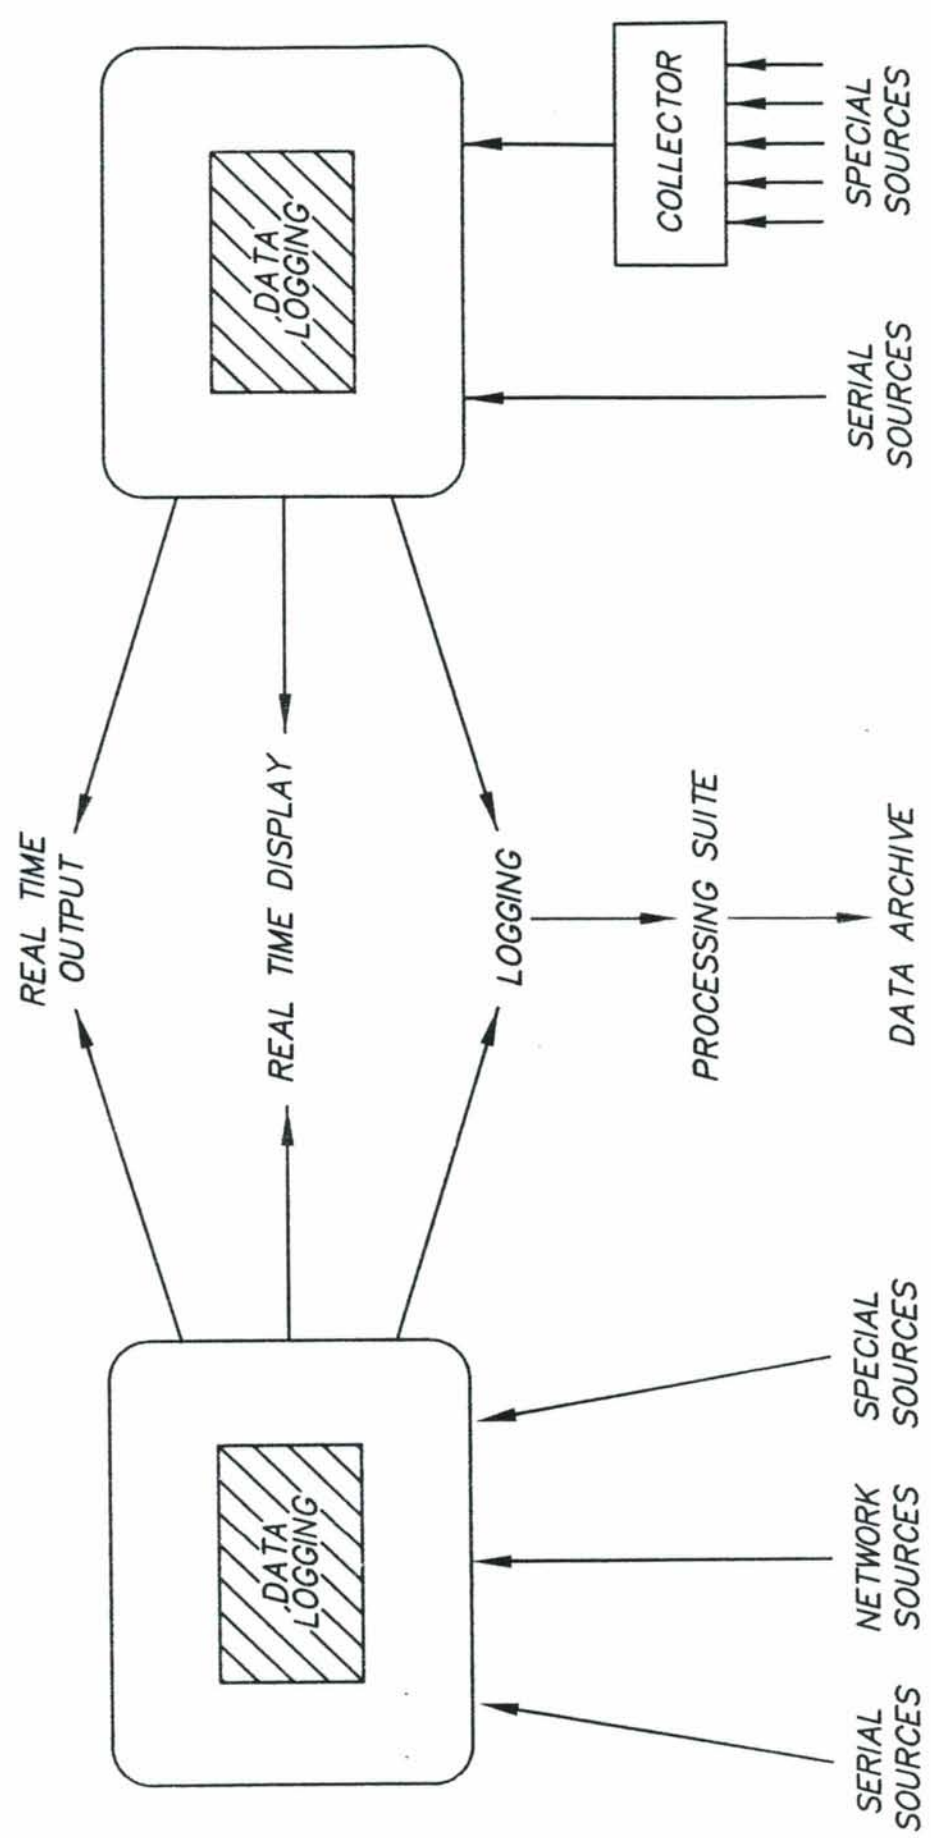 REAL TIME
OUTPUT
DATA
LOGGING
REAL TIME DISPLAY
DATA
LOGGING
LOGGING
COLLECTOR
PROCESSING SUITE
SERIAL
SOURCES
NETWORK
SOURCES
SPECIAL
SOURCES
DATA ARCHIVE
SERIAL
SOURCES
SPECIAL
SOURCES